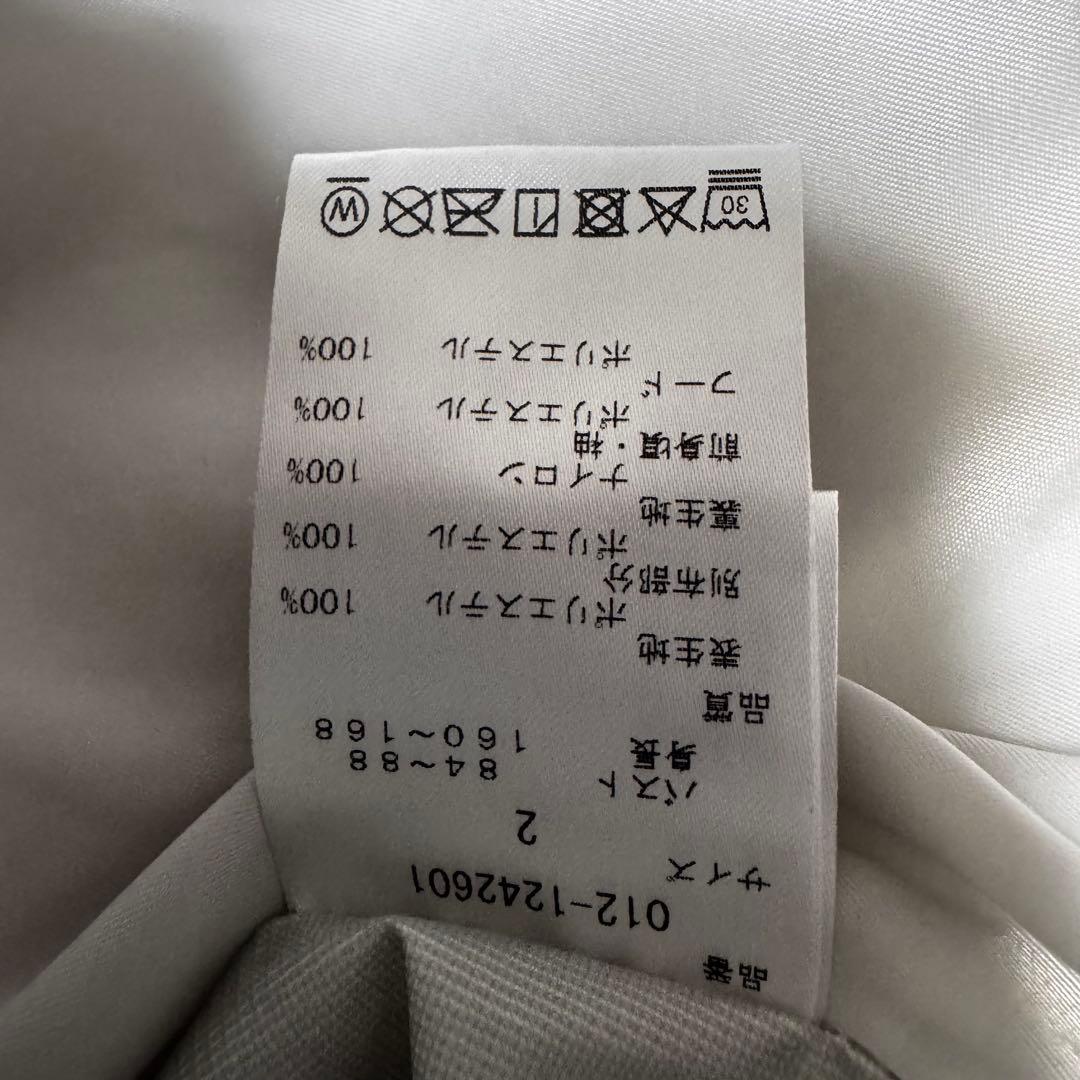 品番
012-1242601
サイズ
2
バスト 84~88
身長 160~168
品質
表生地
ポリエステル 100%
別布部分
ポリエステル 100%
裏生地
ナイロン 100%
前身頃・袖
ポリエステル 100%
フード
ポリエステル 100%
30 W